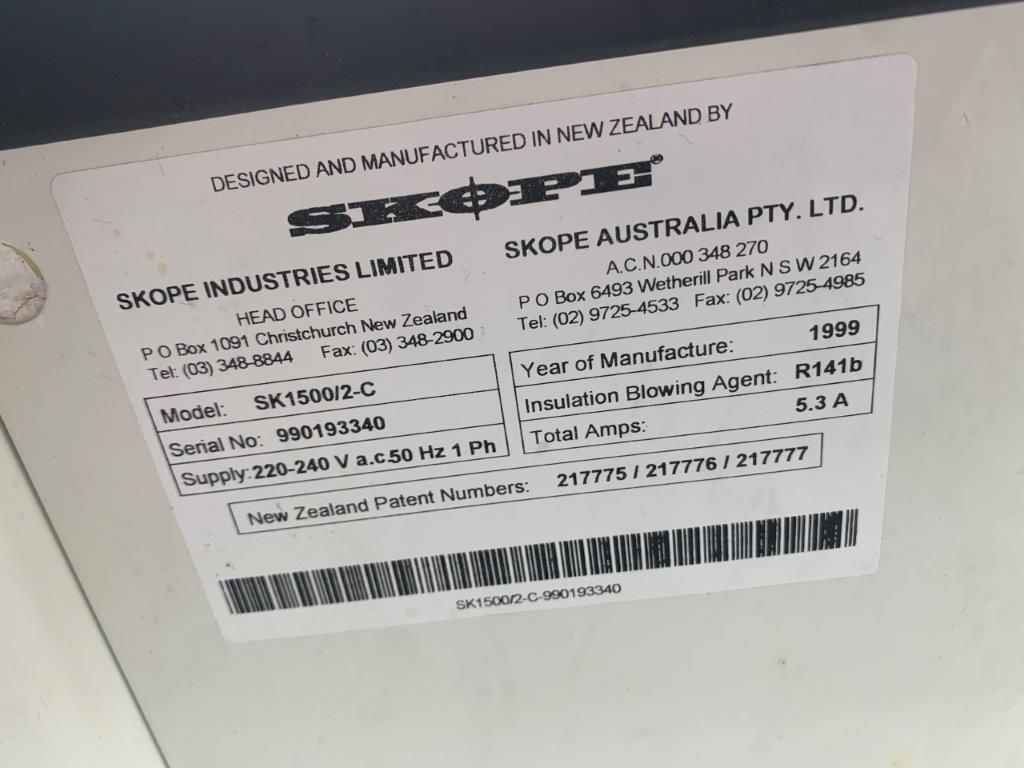 DESIGNED AND MANUFACTURED IN NEW ZEALAND BY
SKOPE®
SKOPE INDUSTRIES LIMITED
HEAD OFFICE
P O Box 1091 Christchurch New Zealand
Tel: (03) 348-8844 Fax: (03) 348-2900
SKOPE AUSTRALIA PTY. LTD.
A.C.N.000 348 270
P O Box 6493 Wetherill Park N S W 2164
Tel: (02) 9725-4533 Fax: (02) 9725-4985
Model: SK1500/2-C
Serial No: 990193340
Supply: 220-240 V a.c.50 Hz 1 Ph
Year of Manufacture: 1999
Insulation Blowing Agent: R141b
Total Amps: 5.3 A
New Zealand Patent Numbers: 217775 / 217776 / 217777
SK1500/2-C-990193340